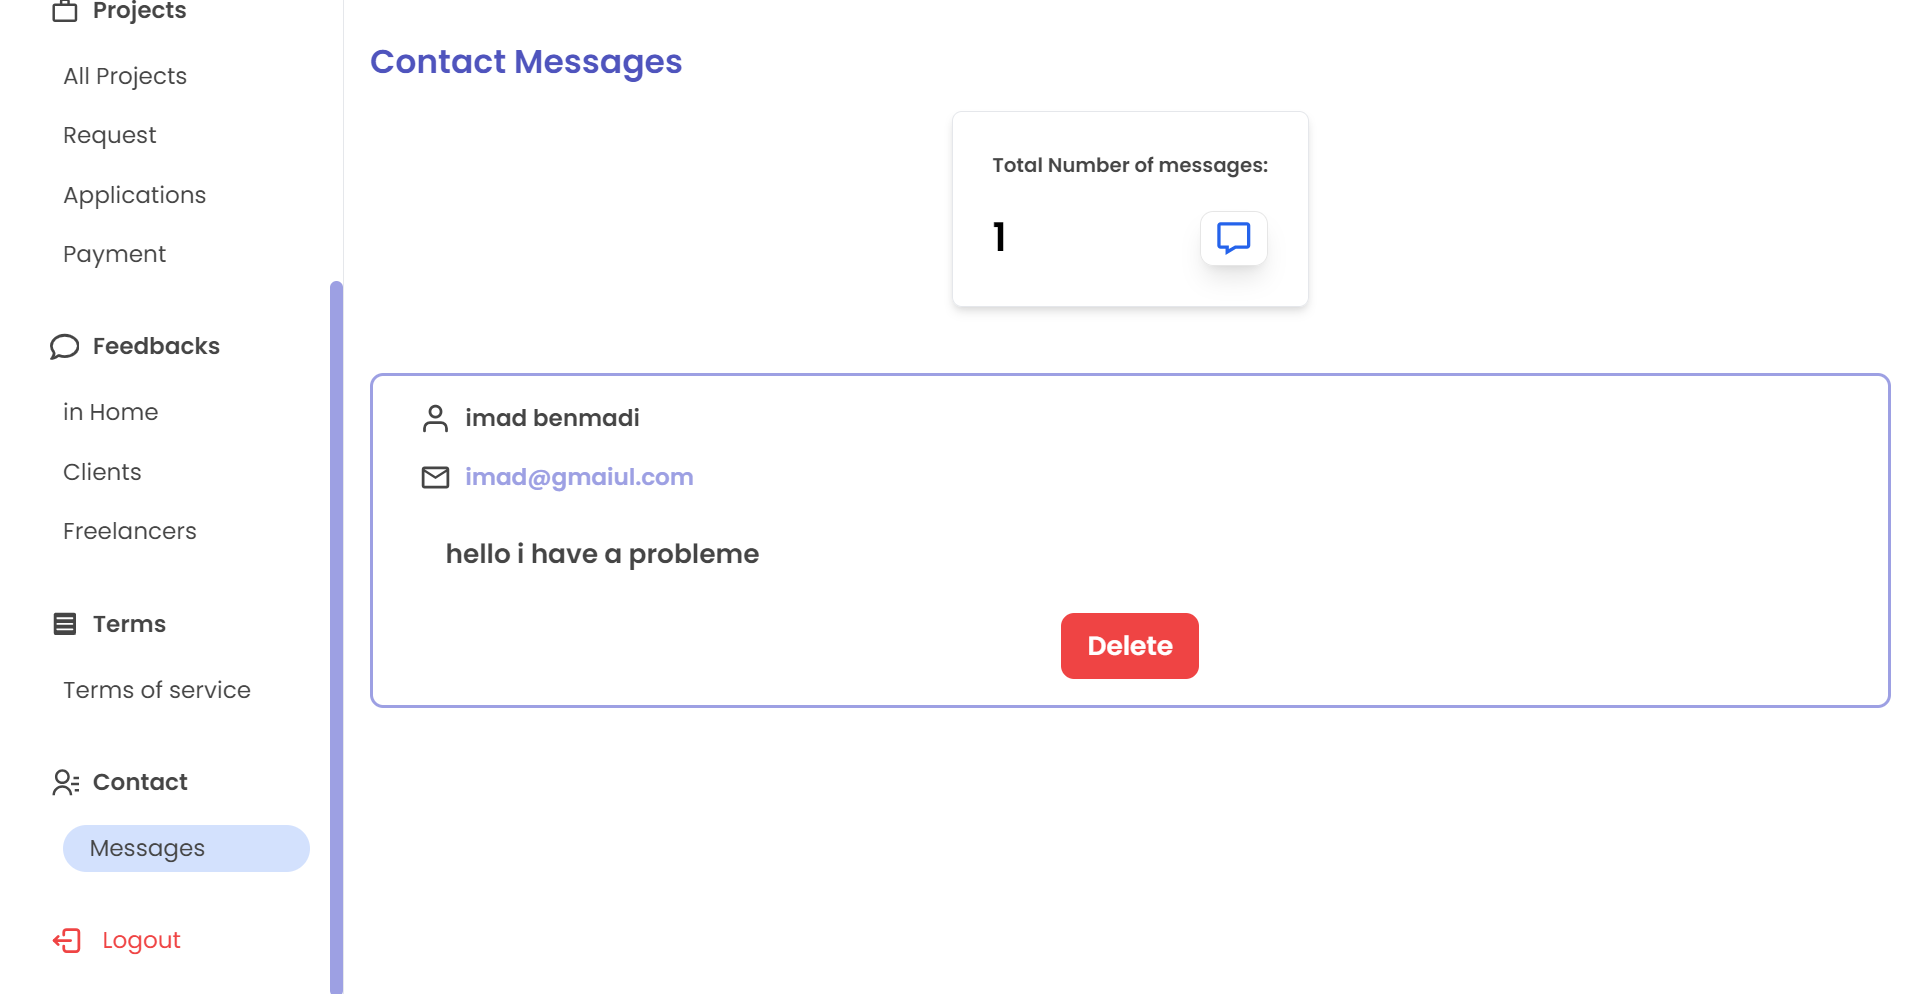 Projects
All Projects
Request
Applications
Payment
Feedbacks
in Home
Clients
Freelancers
Terms
Terms of service
Contact
Messages
Logout
Contact Messages
Total Number of messages:
1
imad benmadi
imad@gmaiul.com
hello i have a probleme
Delete